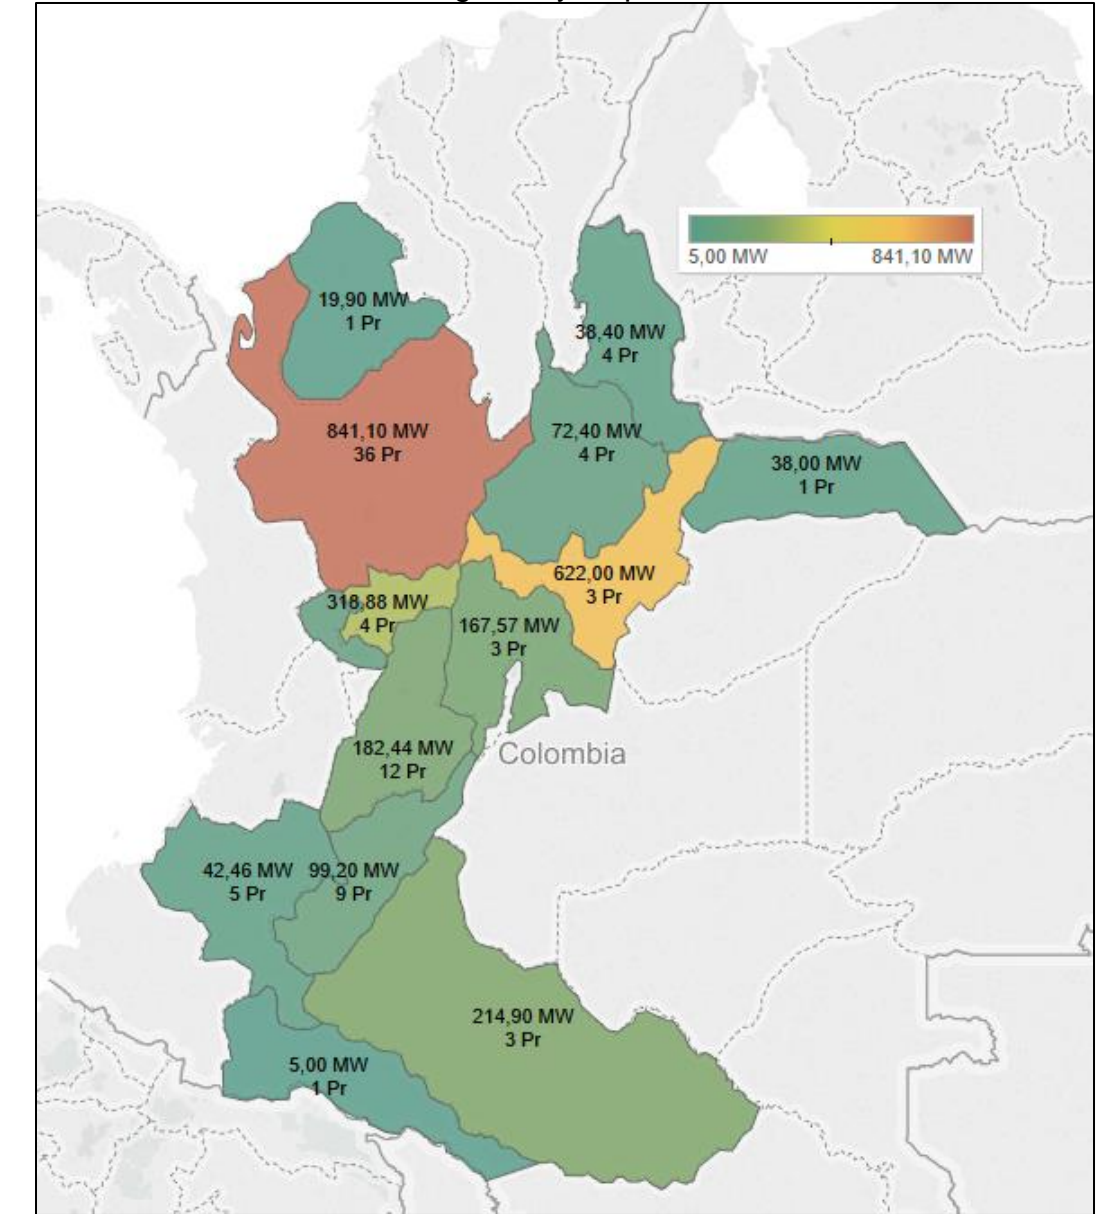 5,00 MW
841,10 MW
19,90 MW
1 Pr
38,40 MW
4 Pr
841,10 MW
36 Pr
72,40 MW
4 Pr
38,00 MW
1 Pr
622,00 MW
3 Pr
318,88 MW
4 Pr
167,57 MW
3 Pr
Colombia
182,44 MW
12 Pr
42,46 MW
5 Pr
99,20 MW
9 Pr
214,90 MW
3 Pr
5,00 MW
1 Pr